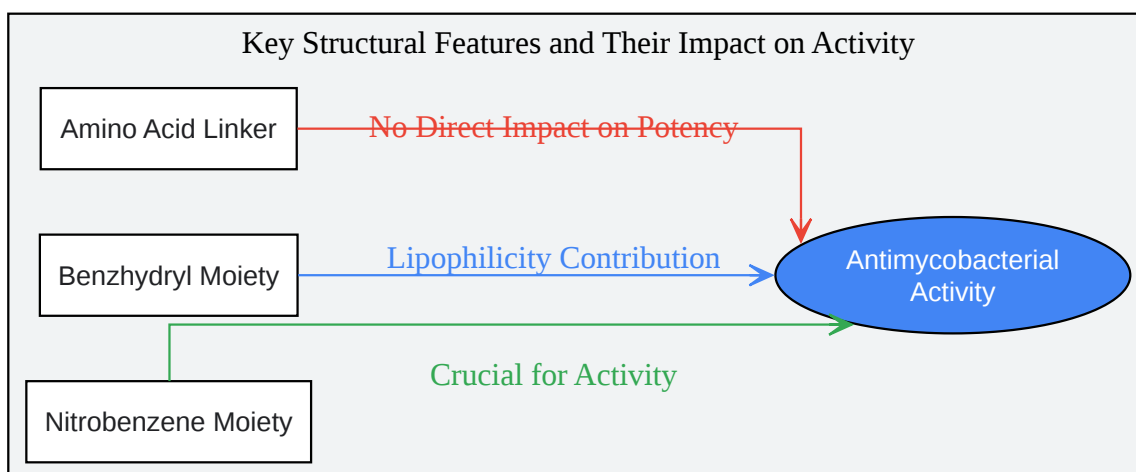 Key Structural Features and Their Impact on Activity
Amino Acid Linker
No Direct Impact on Potency
Benzhydryl Moiety
Lipophilicity Contribution
Antimycobacterial
Activity
Crucial for Activity
Nitrobenzene Moiety